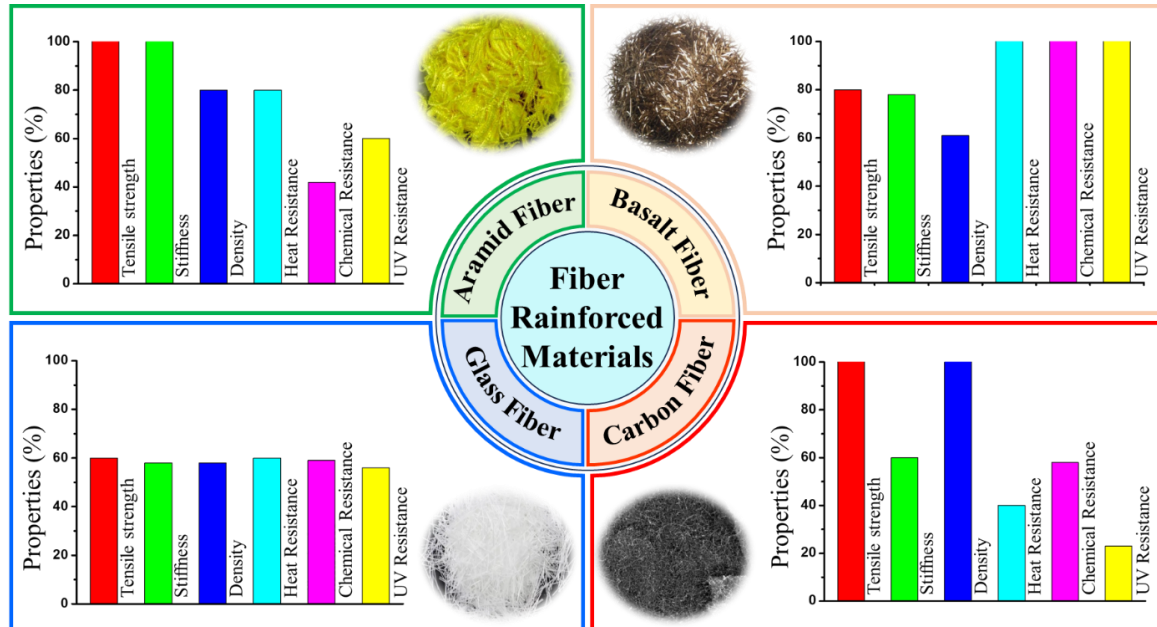 100
80
60
40
20
0
Properties (%)
Tensile strength
Stiffness
Density
Heat Resistance
Chemical Resistance
UV Resistance
100
80
60
40
20
0
Properties (%)
Tensile strength
Stiffness
Density
Heat Resistance
Chemical Resistance
UV Resistance
Aramid Fiber
Basalt Fiber
Fiber
Rainforced
Materials
Glass Fiber
Carbon Fiber
100
80
60
40
20
0
Properties (%)
Tensile strength
Stiffness
Density
Heat Resistance
Chemical Resistance
UV Resistance
100
80
60
40
20
0
Properties (%)
Tensile strength
Stiffness
Density
Heat Resistance
Chemical Resistance
UV Resistance